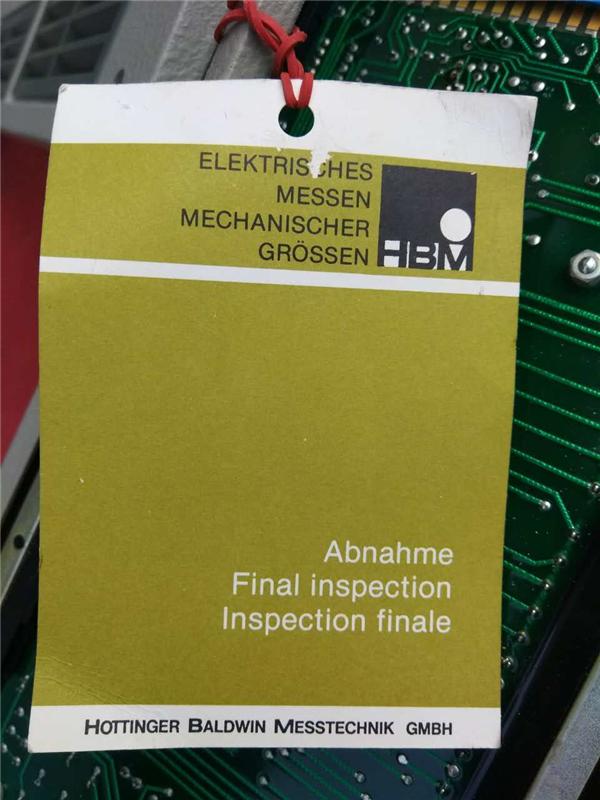 ELEKTRISCHES
MESSEN
MECHANISCHER
GRÖSSEN
HBM
Abnahme
Final inspection
Inspection finale
HOTTINGER BALDWIN MESSTECHNIK GMBH